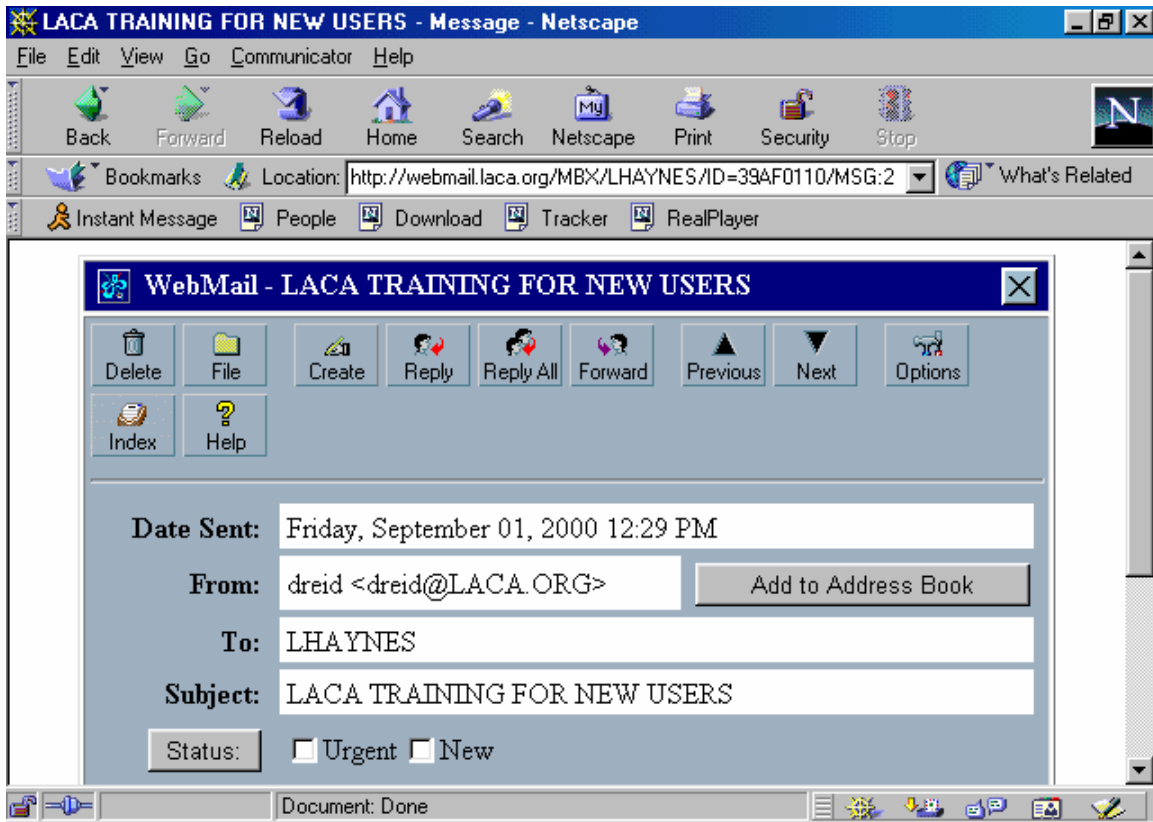 LACA TRAINING FOR NEW USERS - Message - Netscape
File Edit View Go Communicator Help
Back Forward Reload Home Search My Netscape Print Security Stop N
Bookmarks Location: http://webmail.laca.org/MBX/LHAYNES/ID=39AF0110/MSG:2 What's Related
Instant Message People Download Tracker RealPlayer
WebMail - LACA TRAINING FOR NEW USERS
Delete File Create Reply Reply All Forward Previous Next Options
Index Help
Date Sent: Friday, September 01, 2000 12:29 PM
From: dreid <dreid@LACA.ORG> Add to Address Book
To: LHAYNES
Subject: LACA TRAINING FOR NEW USERS
Status: Urgent New
Document: Done